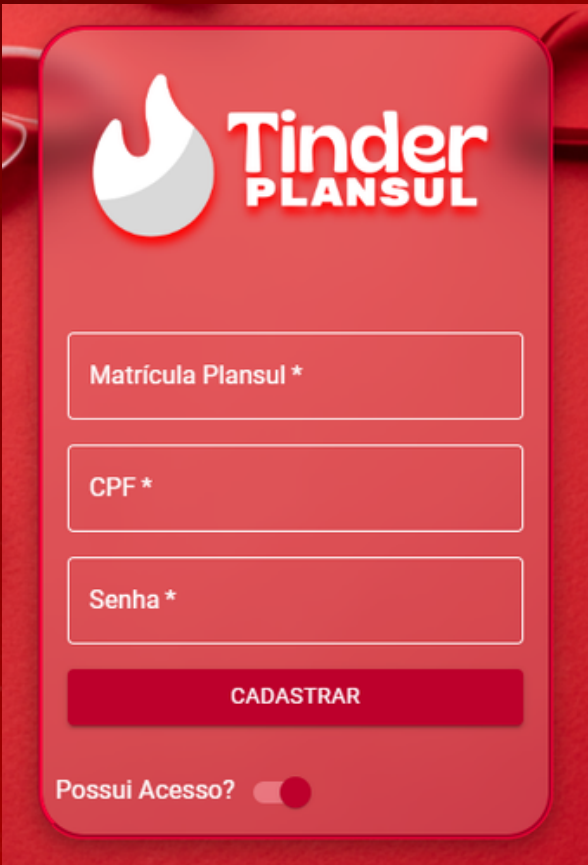 Tinder
PLANSUL
Matrícula Plansul *
CPF *
Senha *
CADASTRAR
Possui Acesso?